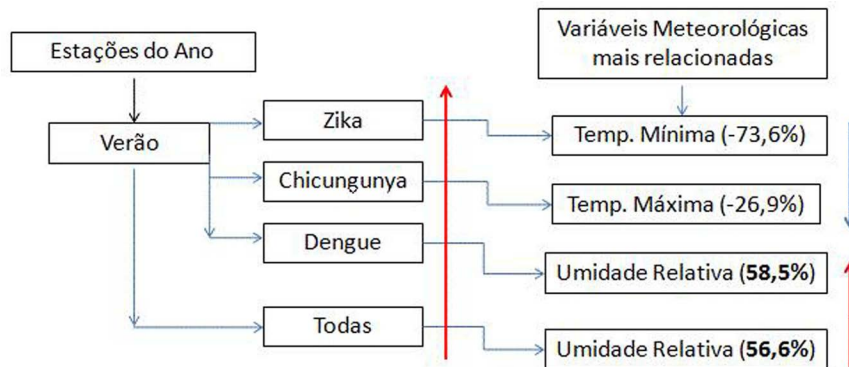 Estações do Ano
Variáveis Meteorológicas
mais relacionadas
Verão
Zika
Temp. Mínima (-73,6%)
Chicungunya
Temp. Máxima (-26,9%)
Dengue
Umidade Relativa (58,5%)
Todas
Umidade Relativa (56,6%)